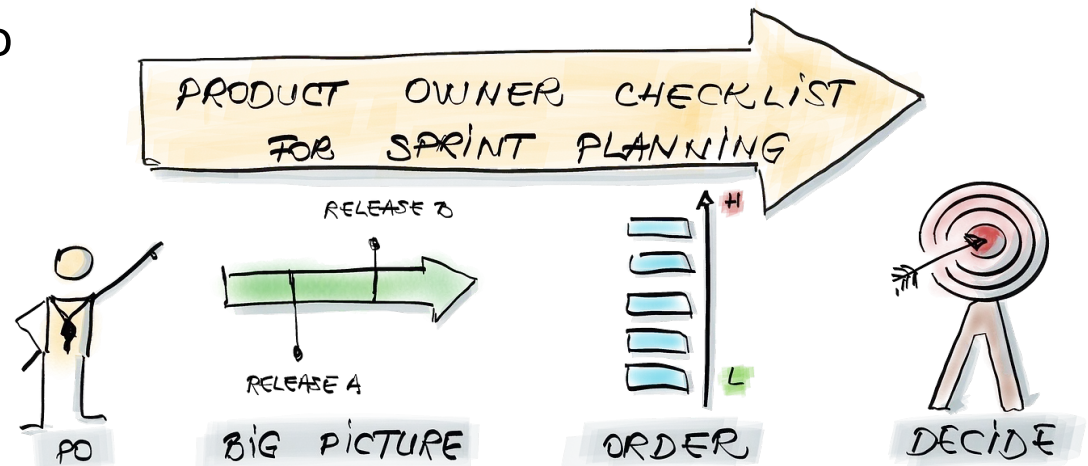 PRODUCT OWNER CHECKLIST
FOR SPRINT PLANNING
RELEASE B
H
RELEASE A
L
PO
BIG PICTURE
ORDER
DECIDE